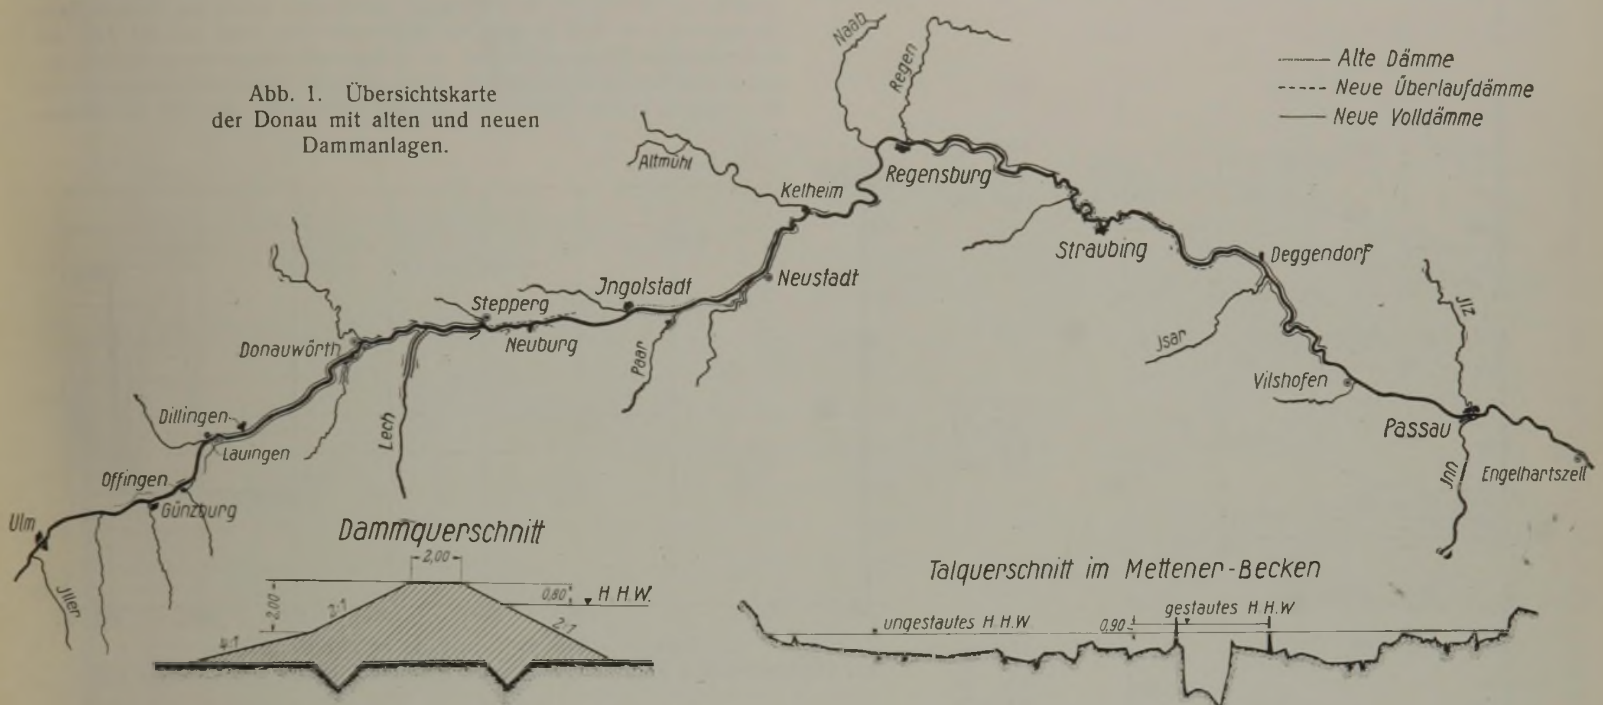 Abb. 1. Übersichtskarte
der Donau mit alten und neuen
Dammanlagen.
Alte Dämme
Neue Überlaufdämme
Neue Volldämme
Naab
Regen
Altmühl
Kelheim
Regensburg
Straubing
Deggendorf
Jsar
Jlz
Vilshofen
Passau
Jnn
Engelhartszell
Neustadt
Jngolstadt
Paar
Stepperg
Neuburg
Donauwörth
Lech
Dillingen
Lauingen
Offingen
Günzburg
Ulm
Jller
Dammquerschnitt
2,00
2,00
2:1
4:1
0,80
H H.W.
2:1
Talquerschnitt im Mettener-Becken
ungestautes H H.W.
0,90
gestautes H H.W